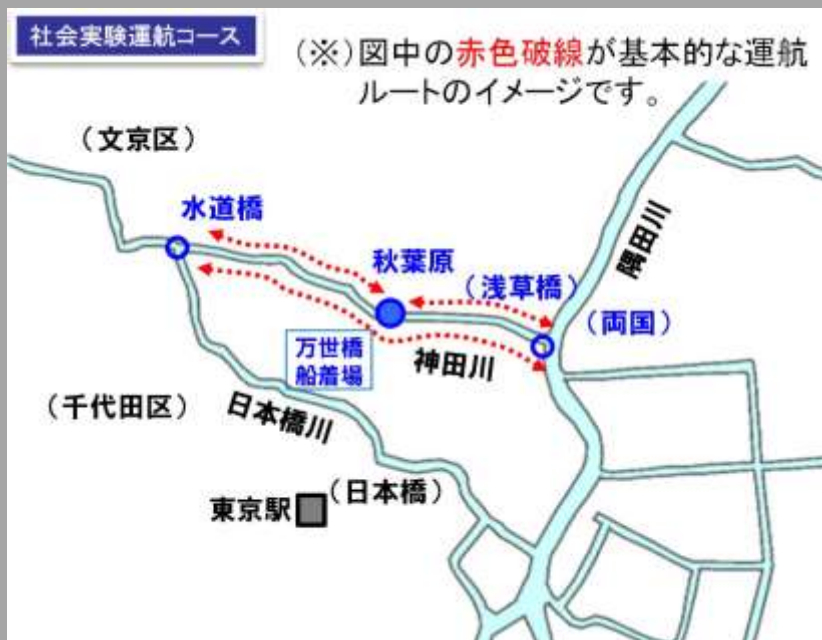 社会実験運航コース
(※)図中の赤色破線が基本的な運航
ルートのイメージです。
(文京区)
水道橋
秋葉原
(浅草橋)
隅田川
(両国)
万世橋
船着場
神田川
(千代田区)
日本橋川
(日本橋)
東京駅